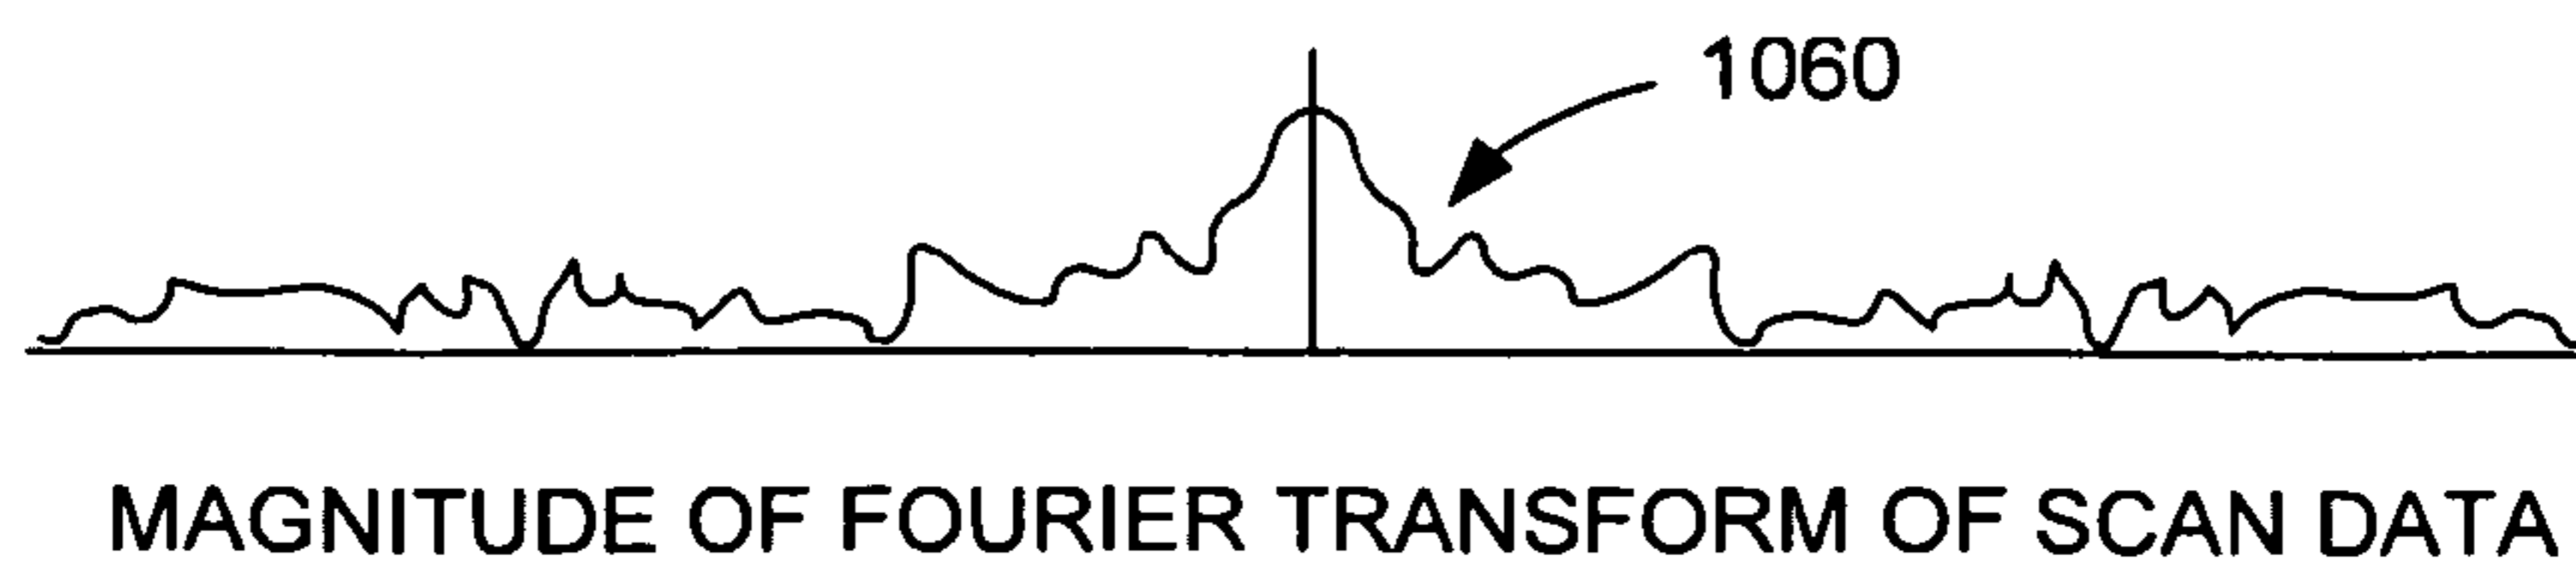 1060
MAGNITUDE OF FOURIER TRANSFORM OF SCAN DATA